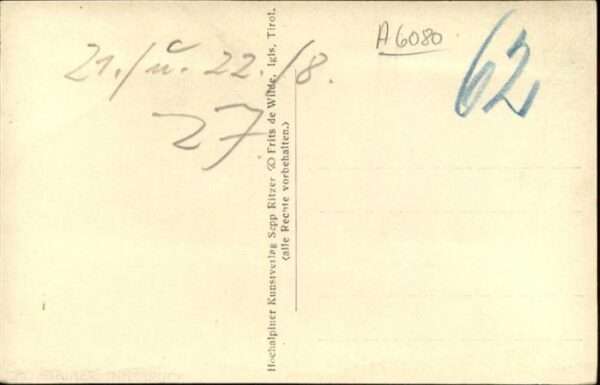 21./u. 22./8.
27
A6080
62
Hochalpiner Kunstverlag Sepp Ritzer & Frits de Wilde, Igls, Tirol.
(alle Rechte vorbehalten.)